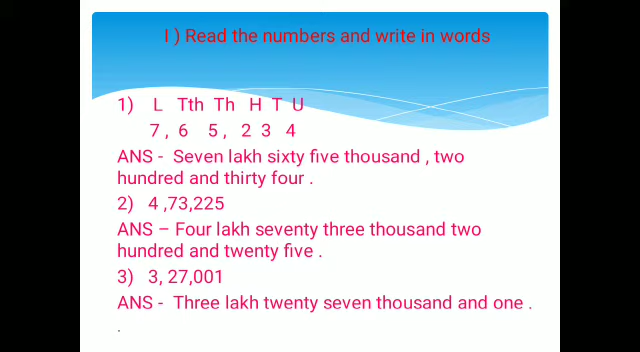 I ) Read the numbers and write in words
1) L Tth Th H T U
7 , 6 5 , 2 3 4
ANS - Seven lakh sixty five thousand , two
hundred and thirty four .
2) 4 ,73,225
ANS – Four lakh seventy three thousand two
hundred and twenty five .
3) 3, 27,001
ANS - Three lakh twenty seven thousand and one .
.